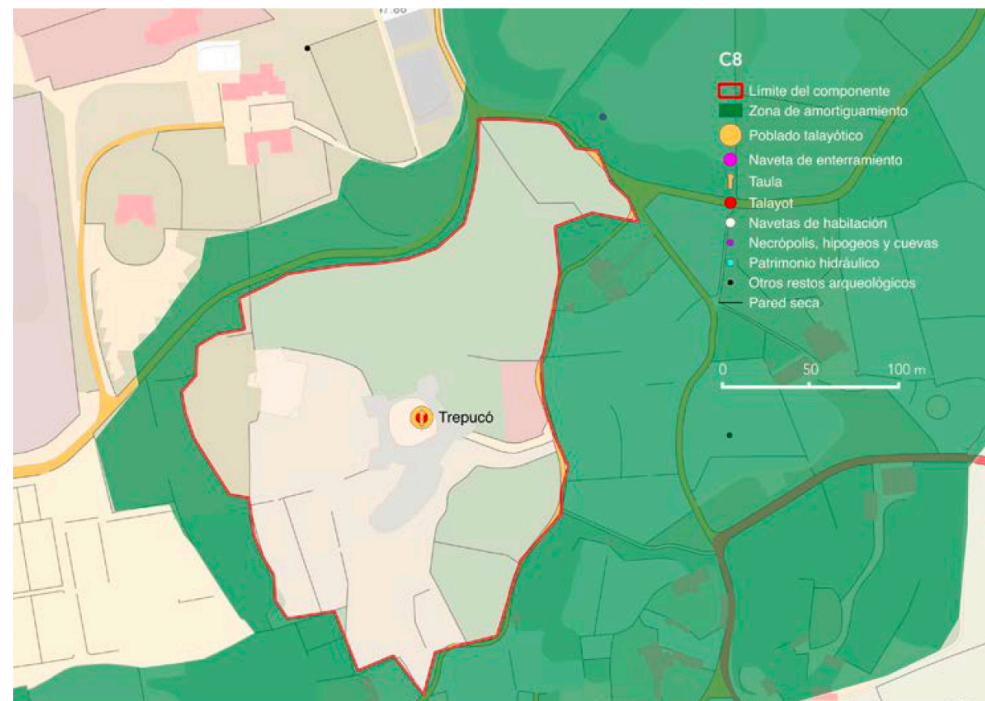 C8
Límite del componente
Zona de amortiguamiento
Poblado talayótico
Naveta de enterramiento
Taula
Talayot
Navetas de habitación
Necrópolis, hipogeos y cuevas
Patrimonio hidráulico
Otros restos arqueológicos
Pared seca
0 50 100 m
Trepucó